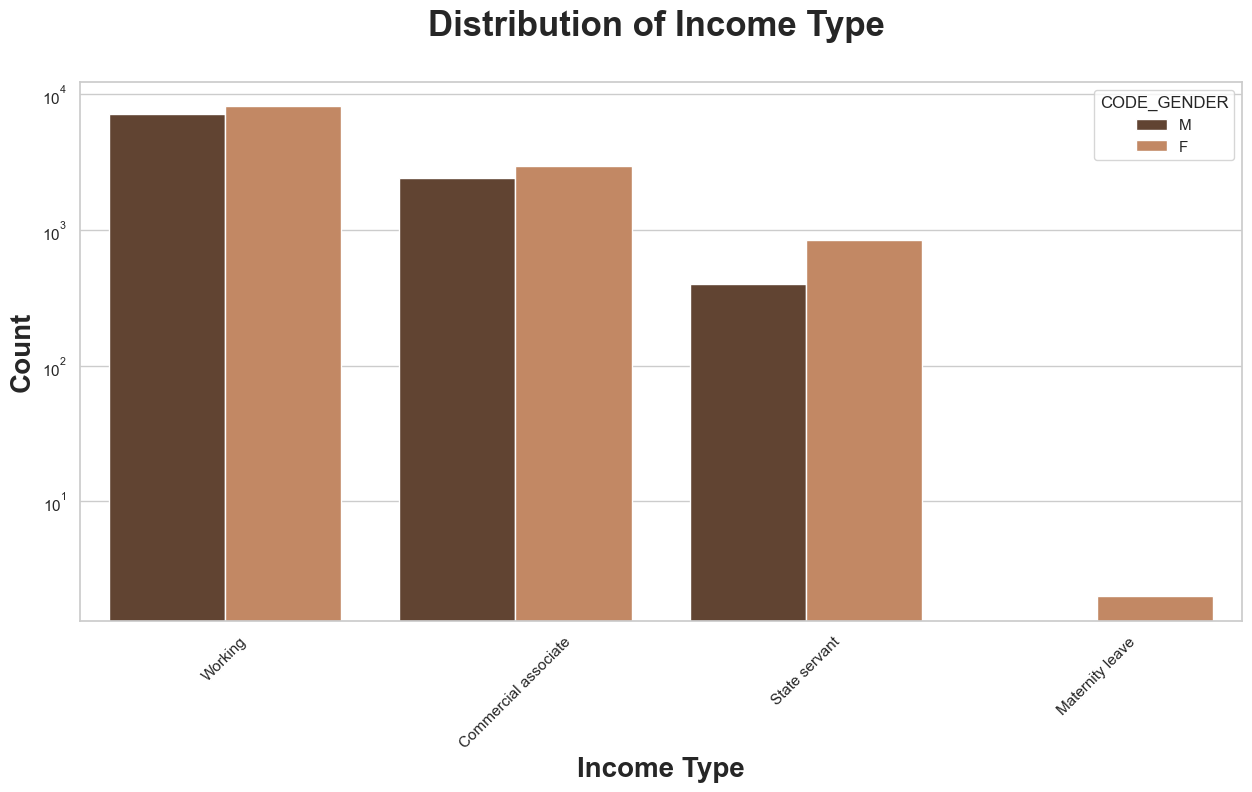 Distribution of Income Type
10^4
10^3
10^2
10^1
Count
CODE_GENDER
M
F
Working
Commercial associate
State servant
Maternity leave
Income Type